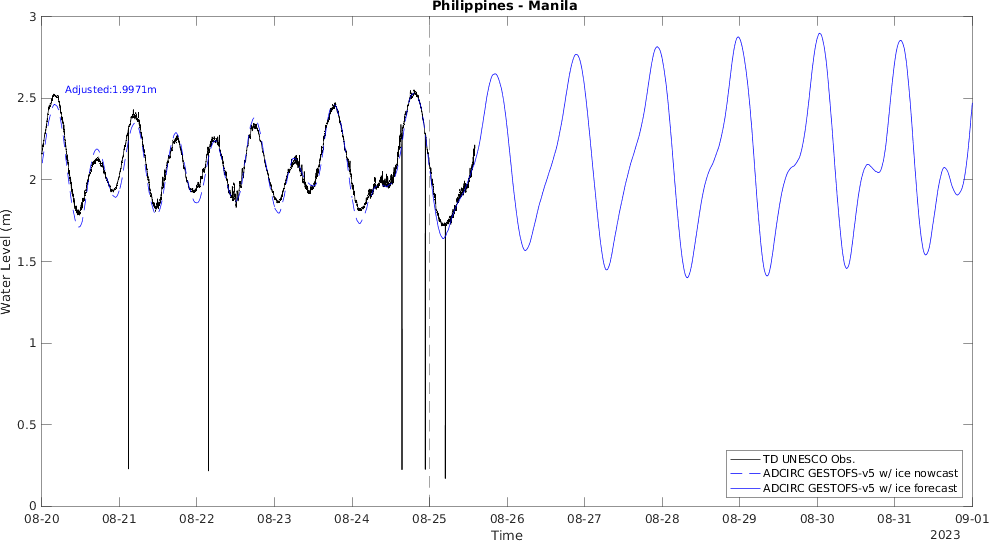 Philippines - Manila
3
Adjusted:1.9971m
2.5
2
1.5
1
0.5
0
Water Level (m)
TD UNESCO Obs.
ADCIRC GESTOFS-v5 w/ ice nowcast
ADCIRC GESTOFS-v5 w/ ice forecast
08-20 08-21 08-22 08-23 08-24 08-25 08-26 08-27 08-28 08-29 08-30 08-31 09-01
Time
2023